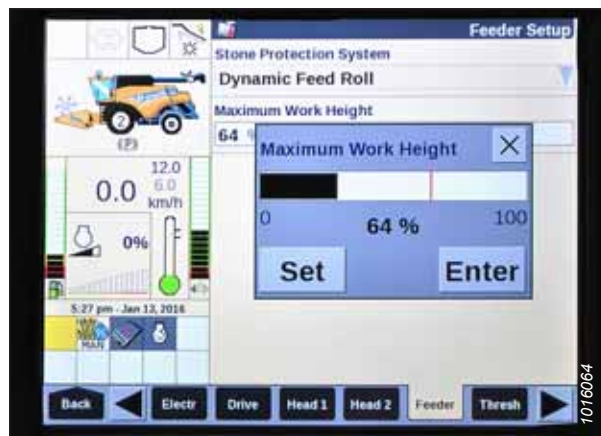 Feeder Setup
Stone Protection System
Dynamic Feed Roll
Maximum Work Height
64 %
Maximum Work Height
0
64 %
100
Set
Enter
2
(P)
12.0
6.0
0.0 km/h
0%
5:27 pm - Jan 13, 2016
MAN
Back
Electr
Drive
Head 1
Head 2
Feeder
Thresh
1016064